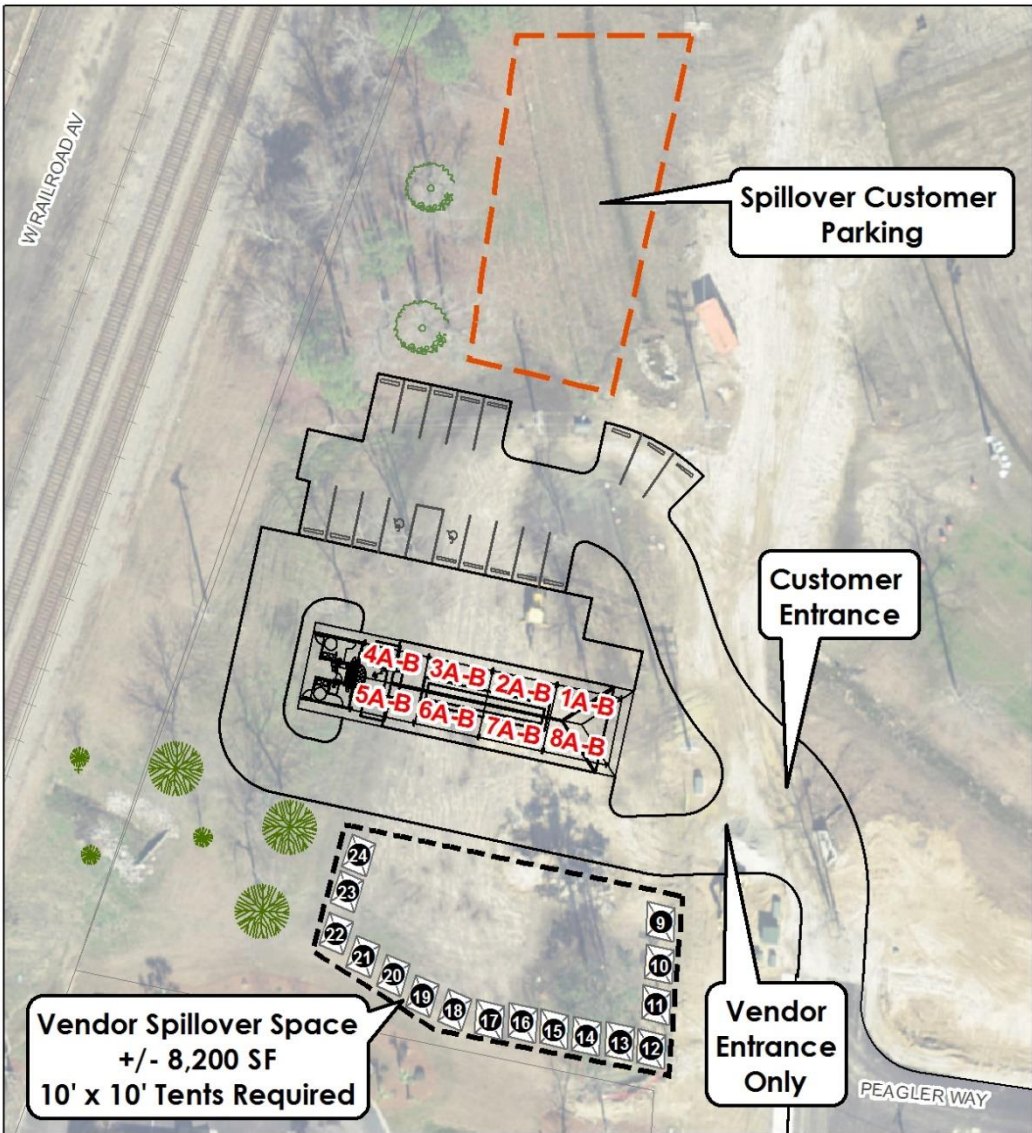 W RAILROAD AV
Spillover Customer
Parking
Customer
Entrance
4A-B
3A-B
2A-B
1A-B
5A-B
6A-B
7A-B
8A-B
24
23
22
21
20
19
18
17
16
15
14
13
12
11
10
9
Vendor Spillover Space
+/- 8,200 SF
10' x 10' Tents Required
Vendor
Entrance
Only
PEAGLER WAY